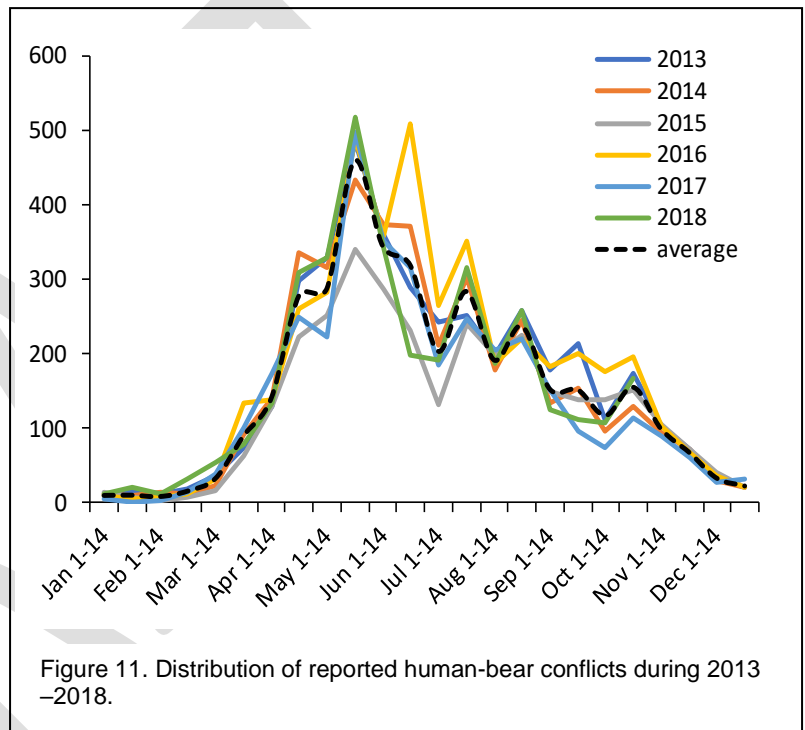 600
500
400
300
200
100
0
2013
2014
2015
2016
2017
2018
average
Jan 1-14
Feb 1-14
Mar 1-14
Apr 1-14
May 1-14
Jun 1-14
Jul 1-14
Aug 1-14
Sep 1-14
Oct 1-14
Nov 1-14
Dec 1-14
Figure 11. Distribution of reported human-bear conflicts during 2013
–2018.